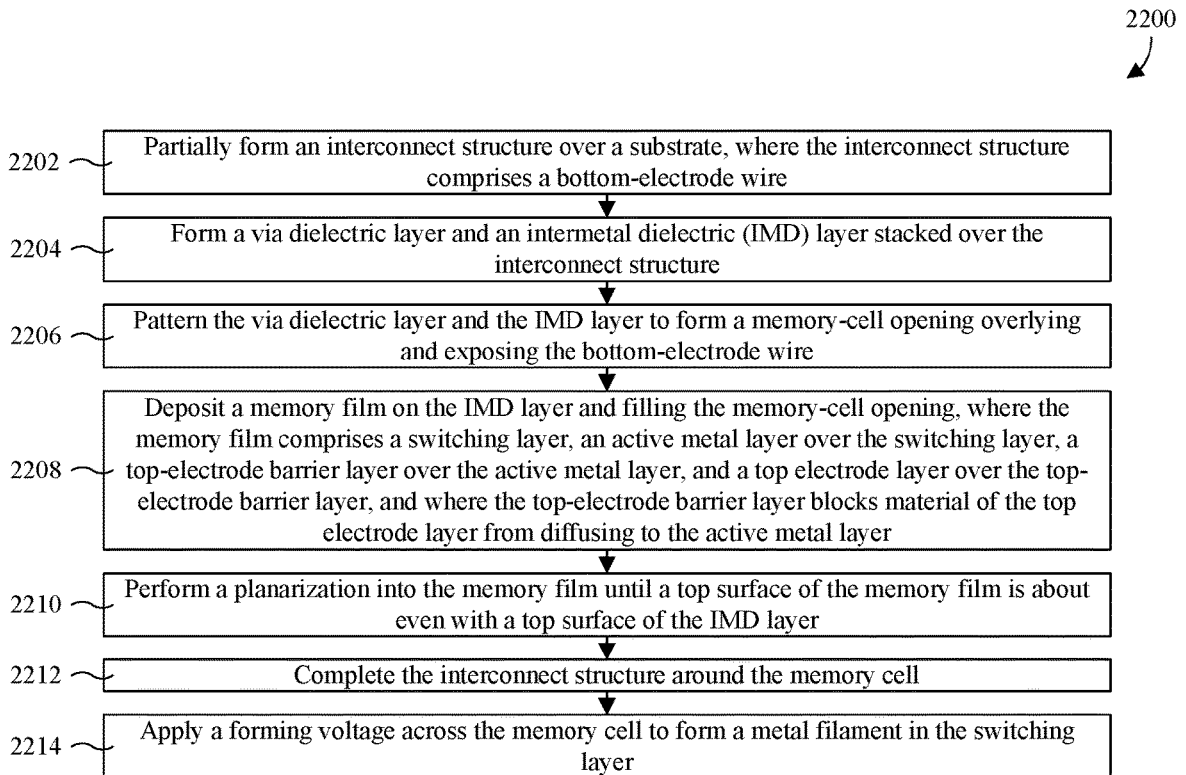 2200
2202
Partially form an interconnect structure over a substrate, where the interconnect structure
comprises a bottom-electrode wire
2204
Form a via dielectric layer and an intermetal dielectric (IMD) layer stacked over the
interconnect structure
2206
Pattern the via dielectric layer and the IMD layer to form a memory-cell opening overlying
and exposing the bottom-electrode wire
2208
Deposit a memory film on the IMD layer and filling the memory-cell opening, where the
memory film comprises a switching layer, an active metal layer over the switching layer, a
top-electrode barrier layer over the active metal layer, and a top electrode layer over the top-
electrode barrier layer, and where the top-electrode barrier layer blocks material of the top
electrode layer from diffusing to the active metal layer
2210
Perform a planarization into the memory film until a top surface of the memory film is about
even with a top surface of the IMD layer
2212
Complete the interconnect structure around the memory cell
2214
Apply a forming voltage across the memory cell to form a metal filament in the switching
layer